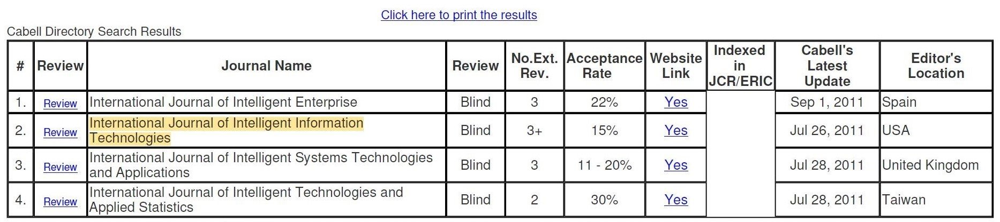 Click here to print the results
Cabell Directory Search Results
# Review Journal Name Review No.Ext. Rev. Acceptance Rate Website Link Indexed in JCR/ERIC Cabell's Latest Update Editor's Location
1. Review International Journal of Intelligent Enterprise Blind 3 22% Yes Sep 1, 2011 Spain
2. Review International Journal of Intelligent Information Technologies Blind 3+ 15% Yes Jul 26, 2011 USA
3. Review International Journal of Intelligent Systems Technologies and Applications Blind 3 11 - 20% Yes Jul 28, 2011 United Kingdom
4. Review International Journal of Intelligent Technologies and Applied Statistics Blind 2 30% Yes Jul 28, 2011 Taiwan